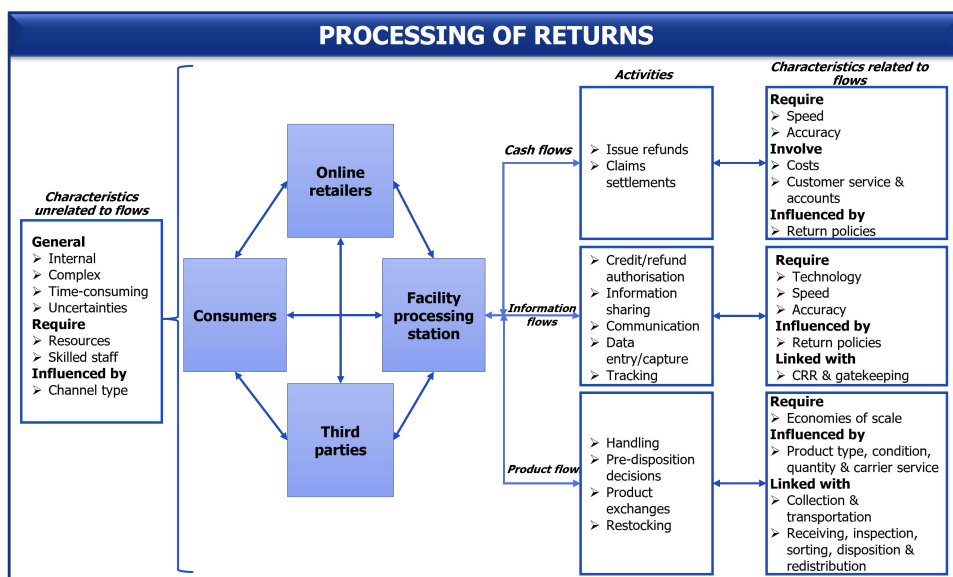 PROCESSING OF RETURNS
Characteristics
unrelated to flows
General
➢ Internal
➢ Complex
➢ Time-consuming
➢ Uncertainties
Require
➢ Resources
➢ Skilled staff
Influenced by
➢ Channel type
Online
retailers
Consumers
Facility
processing
station
Third
parties
Cash flows
Information
flows
Product flow
Activities
➢ Issue refunds
➢ Claims
settlements
➢ Credit/refund
authorisation
➢ Information
sharing
➢ Communication
➢ Data
entry/capture
➢ Tracking
➢ Handling
➢ Pre-disposition
decisions
➢ Product
exchanges
➢ Restocking
Characteristics related to
flows
Require
➢ Speed
➢ Accuracy
Involve
➢ Costs
➢ Customer service &
accounts
Influenced by
➢ Return policies
Require
➢ Technology
➢ Speed
➢ Accuracy
Influenced by
➢ Return policies
Linked with
➢ CRR & gatekeeping
Require
➢ Economies of scale
Influenced by
➢ Product type, condition,
quantity & carrier service
Linked with
➢ Collection &
transportation
➢ Receiving, inspection,
sorting, disposition &
redistribution